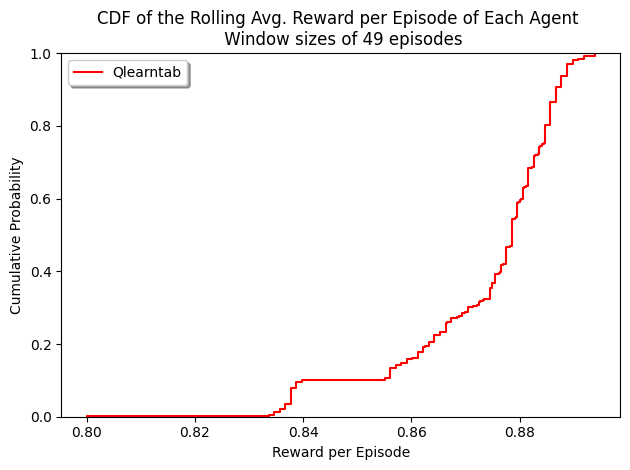 CDF of the Rolling Avg. Reward per Episode of Each Agent
Window sizes of 49 episodes
Qlearntab
Cumulative Probability
1.0
0.8
0.6
0.4
0.2
0.0
0.80 0.82 0.84 0.86 0.88
Reward per Episode